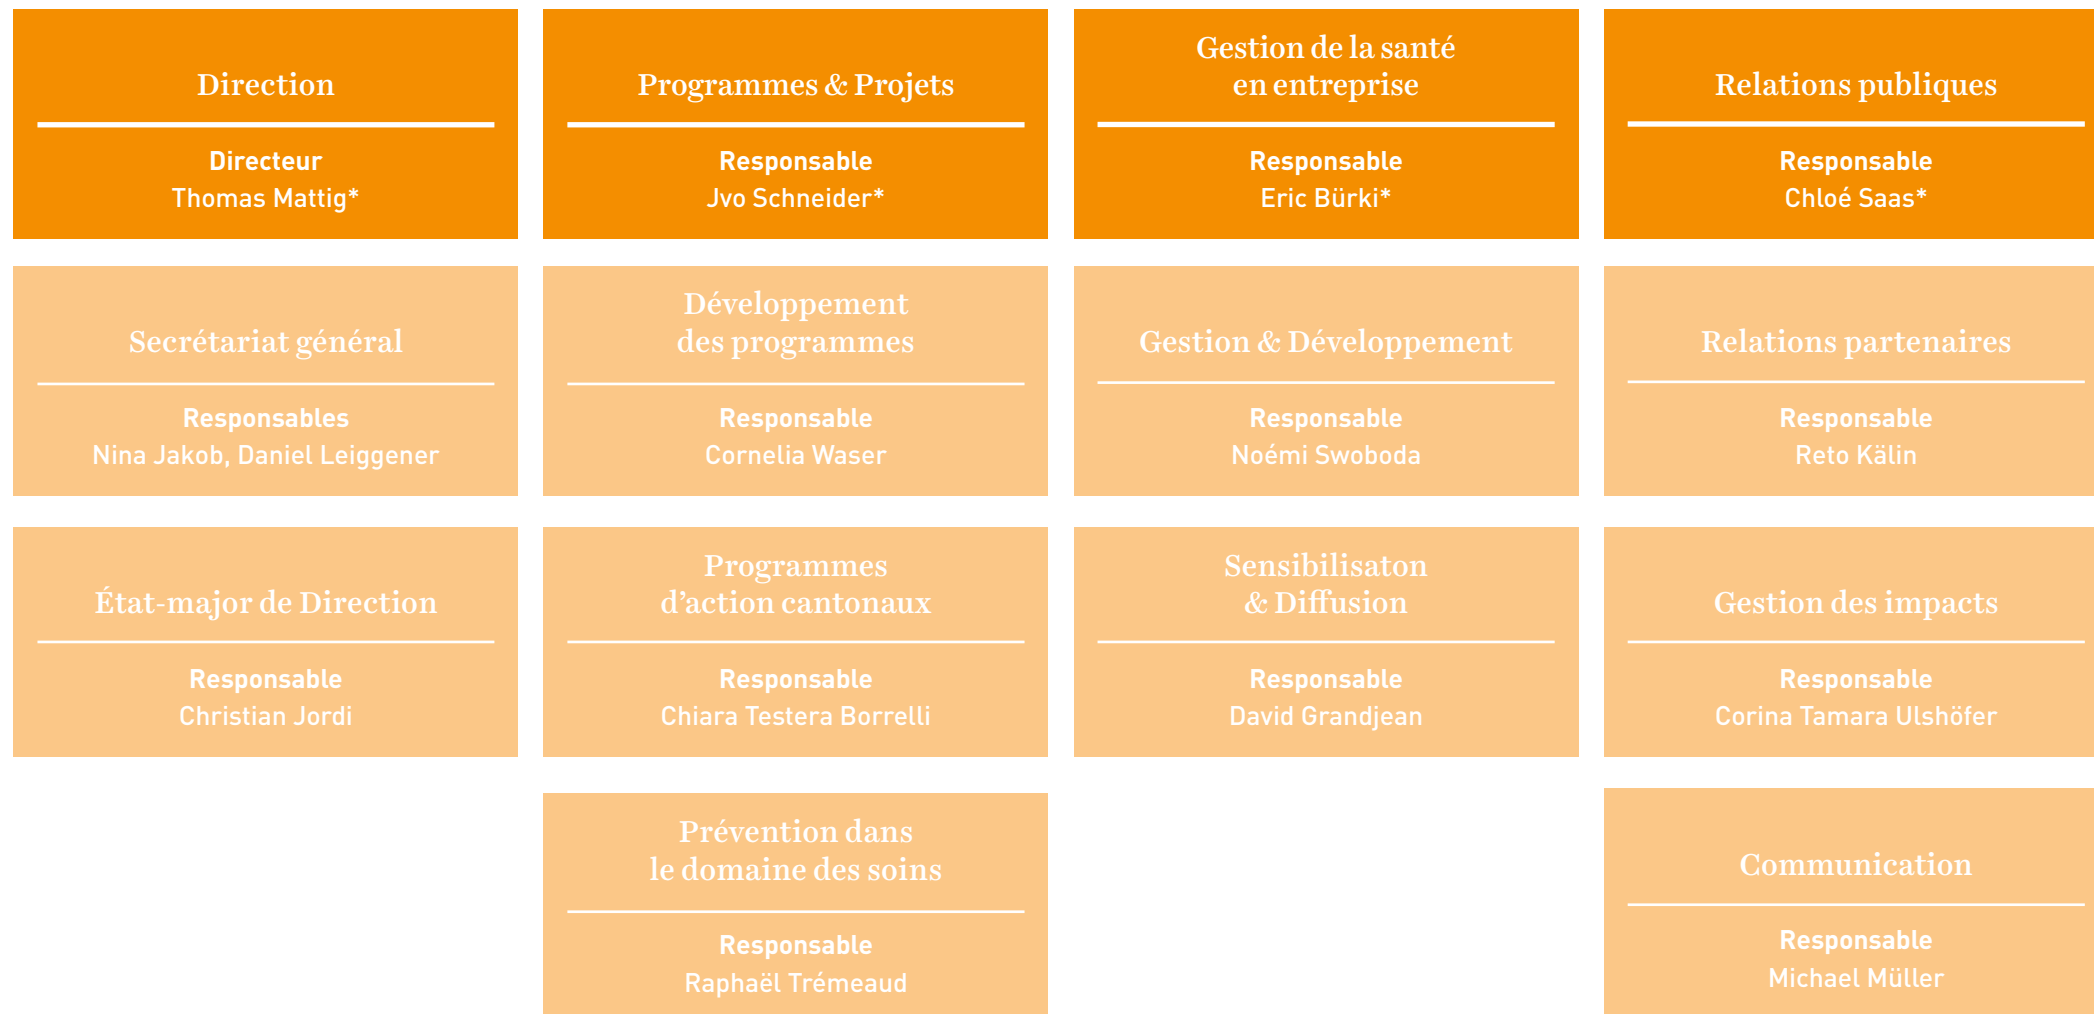 Direction
Directeur
Thomas Mattig*
Programmes & Projets
Responsable
Jvo Schneider*
Gestion de la santé
en entreprise
Responsable
Eric Bürki*
Relations publiques
Responsable
Chloé Saas*
Secrétariat général
Responsables
Nina Jakob, Daniel Leiggener
Développement
des programmes
Responsable
Cornelia Waser
Gestion & Développement
Responsable
Noémi Swoboda
Relations partenaires
Responsable
Reto Kälin
État-major de Direction
Responsable
Christian Jordi
Programmes
d’action cantonaux
Responsable
Chiara Testera Borrelli
Sensibilisaton
& Diffusion
Responsable
David Grandjean
Gestion des impacts
Responsable
Corina Tamara Ulshöfer
Prévention dans
le domaine des soins
Responsable
Raphaël Trémeaud
Communication
Responsable
Michael Müller